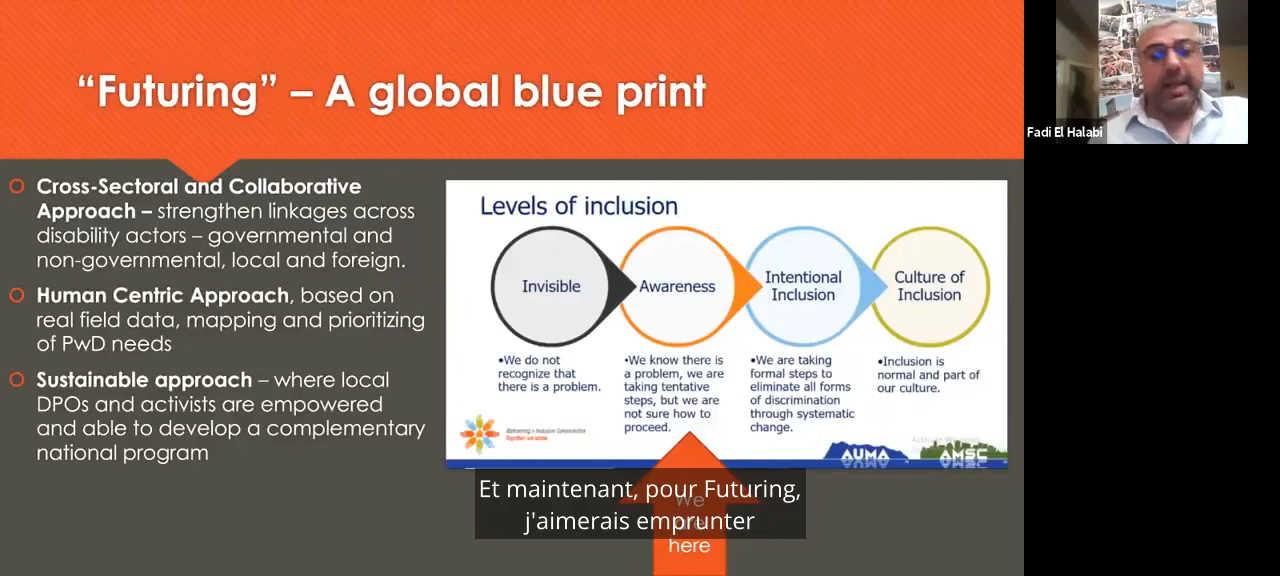 “Futuring” – A global blue print
Fadi El Halabi
Cross-Sectoral and Collaborative
Approach – strengthen linkages across
disability actors – governmental and
non-governmental, local and foreign.
Human Centric Approach, based on
real field data, mapping and prioritizing
of PwD needs
Sustainable approach – where local
DPOs and activists are empowered
and able to develop a complementary
national program
Levels of inclusion
Invisible
Awareness
Intentional
Inclusion
Culture of
Inclusion
•We do not
recognize that
there is a problem.
•We know there is
a problem, we are
taking tentative
steps, but we are
not sure how to
proceed.
•We are taking
formal steps to
eliminate all forms
of discrimination
through systematic
change.
•Inclusion is
normal and part of
our culture.
AUMA
AMSC
We
here
Et maintenant, pour Futuring,
j'aimerais emprunter